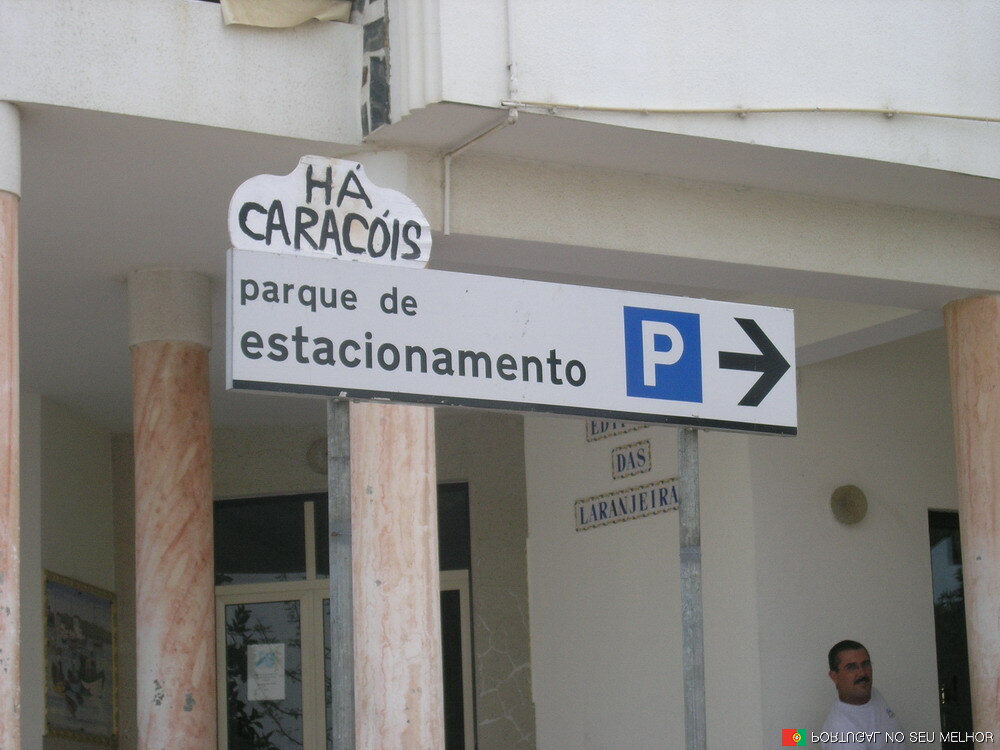 HÁ
CARACÓIS
parque de
estacionamento
P
DAS
LARANJEIRA
PORTUGAL NO SEU MELHOR